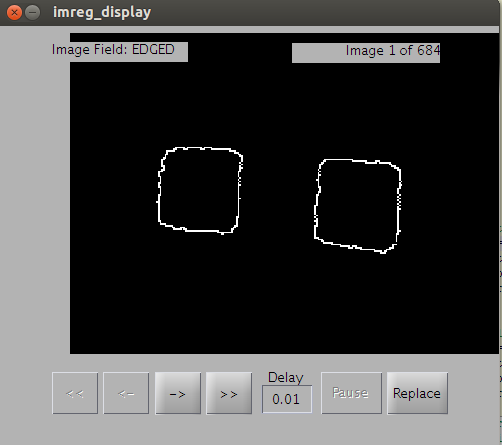 imreg_display
Image Field: EDGED
Image 1 of 684
<< <- -> >> Delay 0.01 Pause Replace